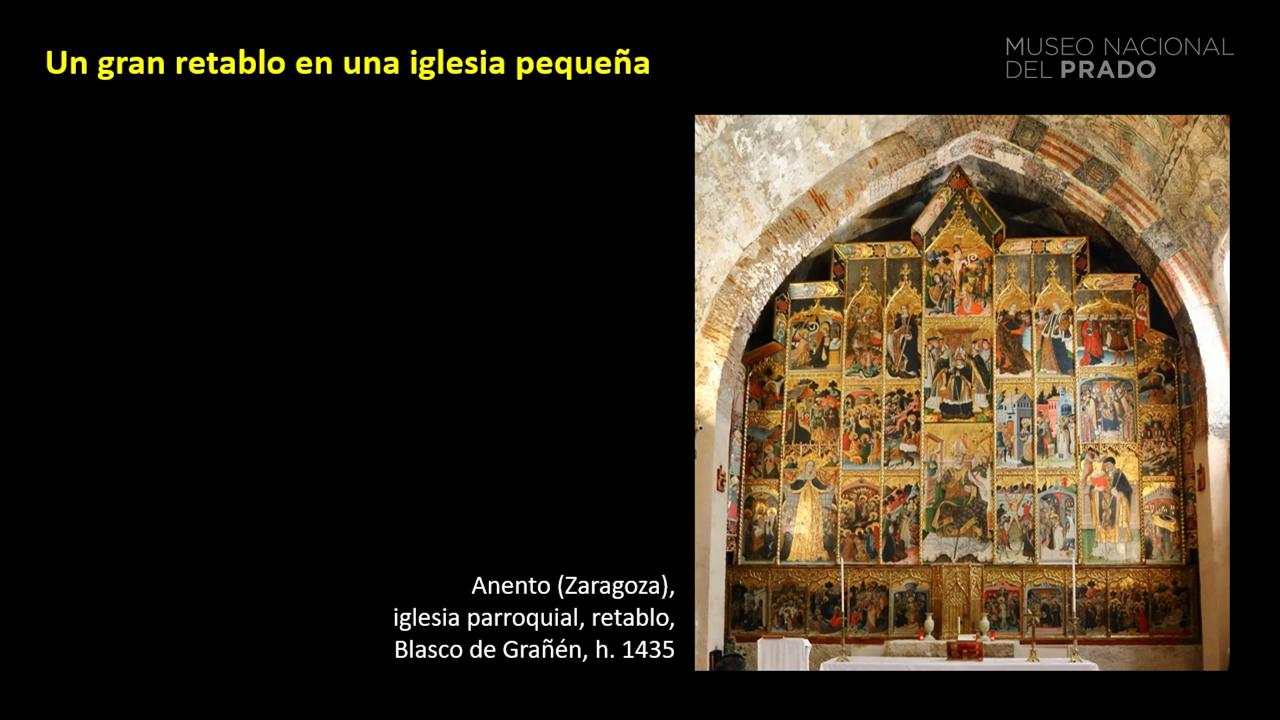 Un gran retablo en una iglesia pequeña
MUSEO NACIONAL
DEL PRADO
Anento (Zaragoza),
iglesia parroquial, retablo,
Blasco de Grañén, h. 1435